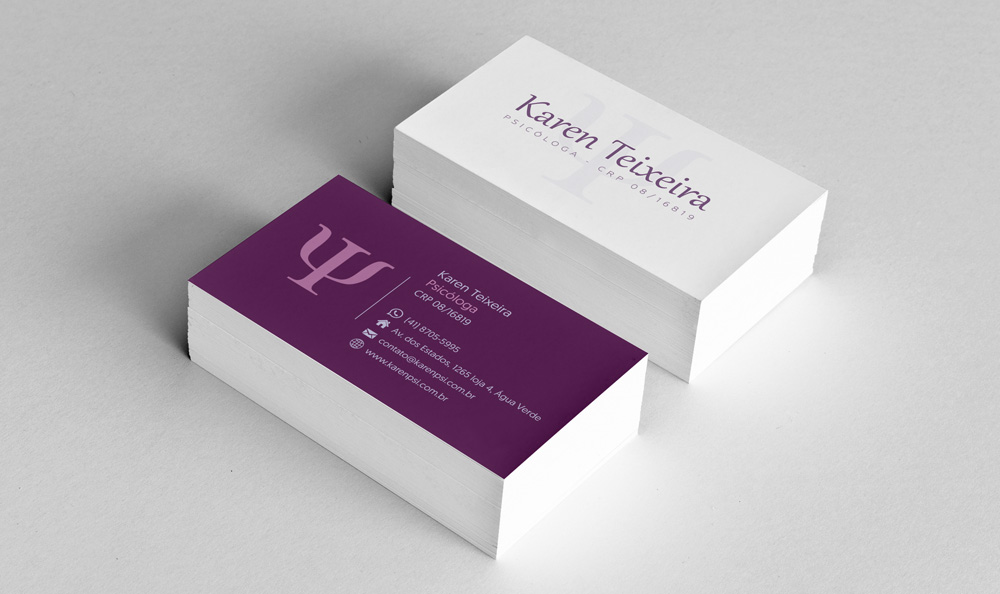 Karen Teixeira
PSICÓLOGA - CRP 08/16819
Ψ
Karen Teixeira
Psicóloga
CRP 08/16819
(41) 8705-5995
Av. dos Estados, 1265 loja 4, Água Verde
contato@karenpsi.com.br
www.karenpsi.com.br